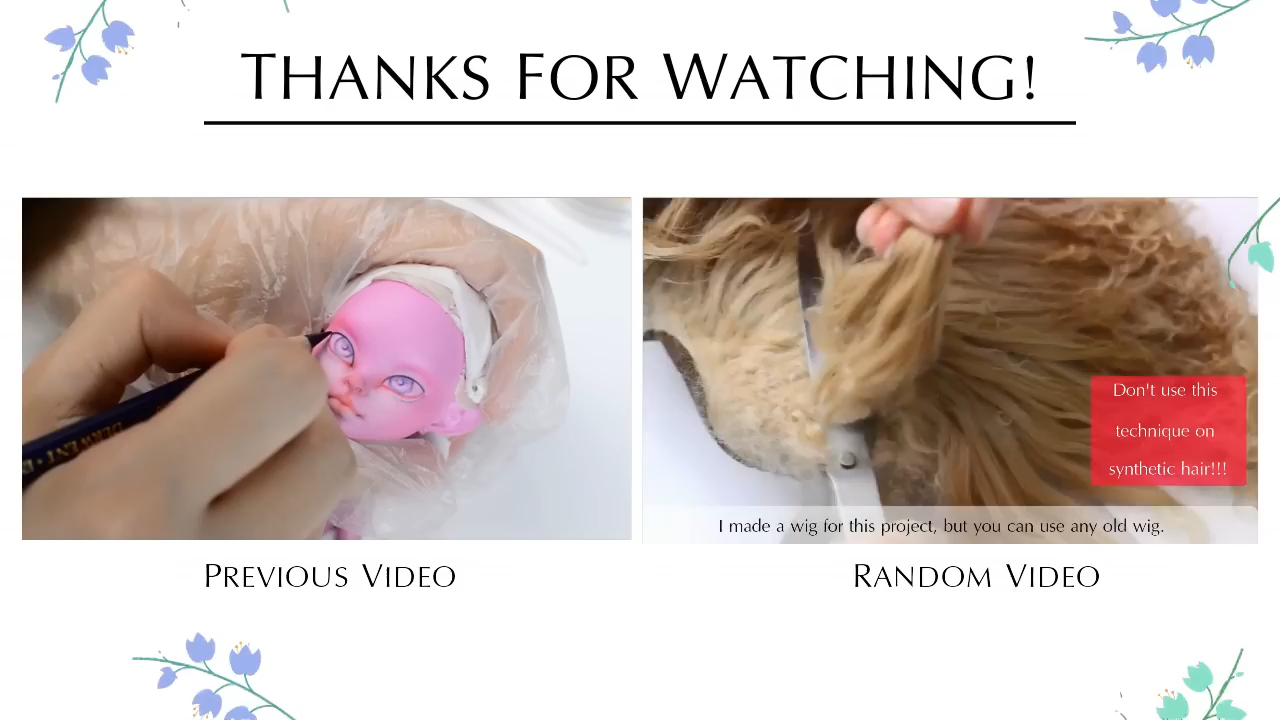 THANKS FOR WATCHING!
DERWENT
Don't use this
technique on
synthetic hair!!!
I made a wig for this project, but you can use any old wig.
PREVIOUS VIDEO
RANDOM VIDEO